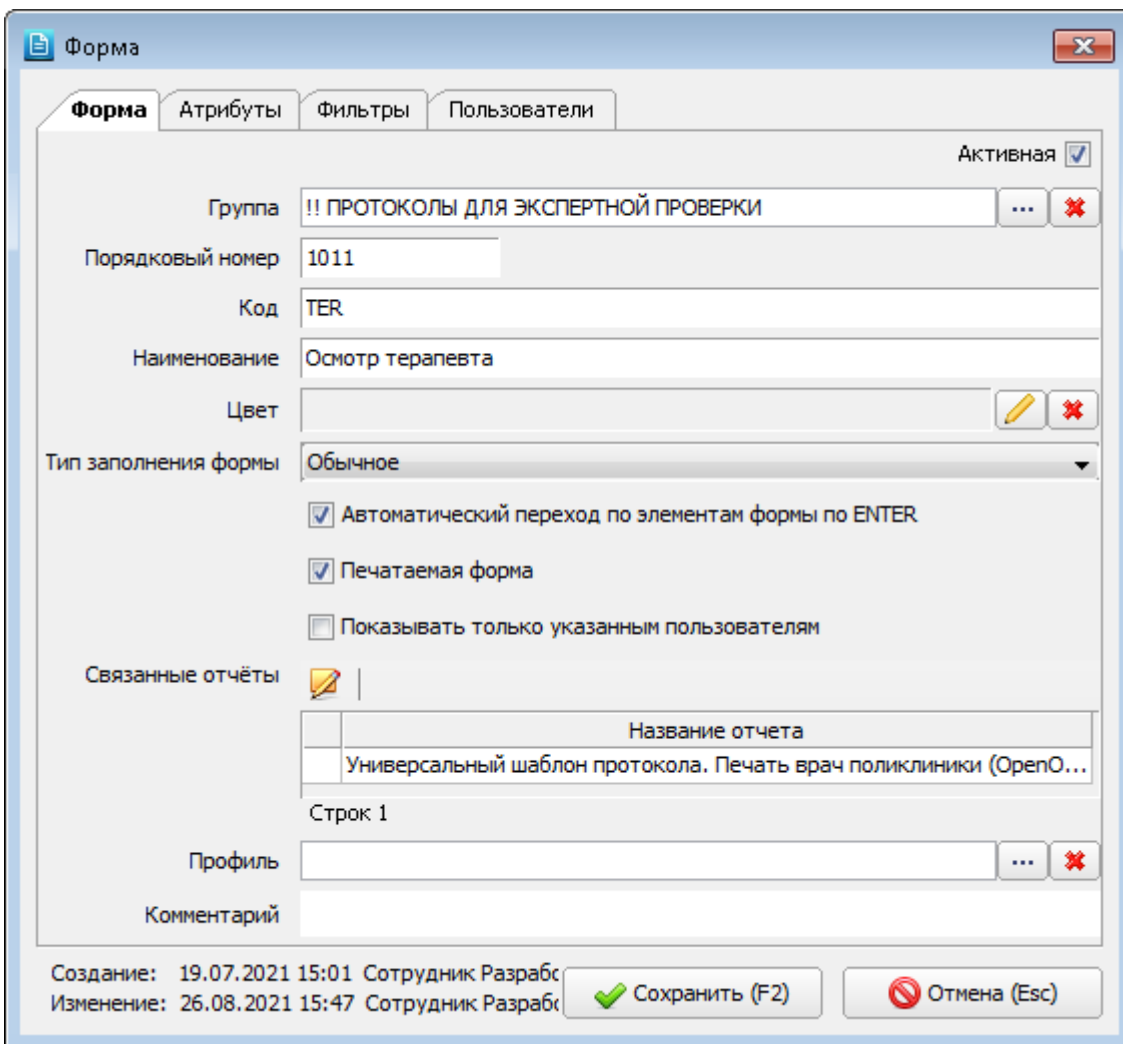 Форма
Форма Атрибуты Фильтры Пользователи
Активная
Группа !! ПРОТОКОЛЫ ДЛЯ ЭКСПЕРТНОЙ ПРОВЕРКИ ...
Порядковый номер 1011
Код TER
Наименование Осмотр терапевта
Цвет
Тип заполнения формы Обычное
Автоматический переход по элементам формы по ENTER
Печатаемая форма
Показывать только указанным пользователям
Связанные отчёты
Название отчета
Универсальный шаблон протокола. Печать врач поликлиники (OpenO...
Строк 1
Профиль ...
Комментарий
Создание: 19.07.2021 15:01 Сотрудник Разрабо
Изменение: 26.08.2021 15:47 Сотрудник Разрабо
Сохранить (F2) Отмена (Esc)